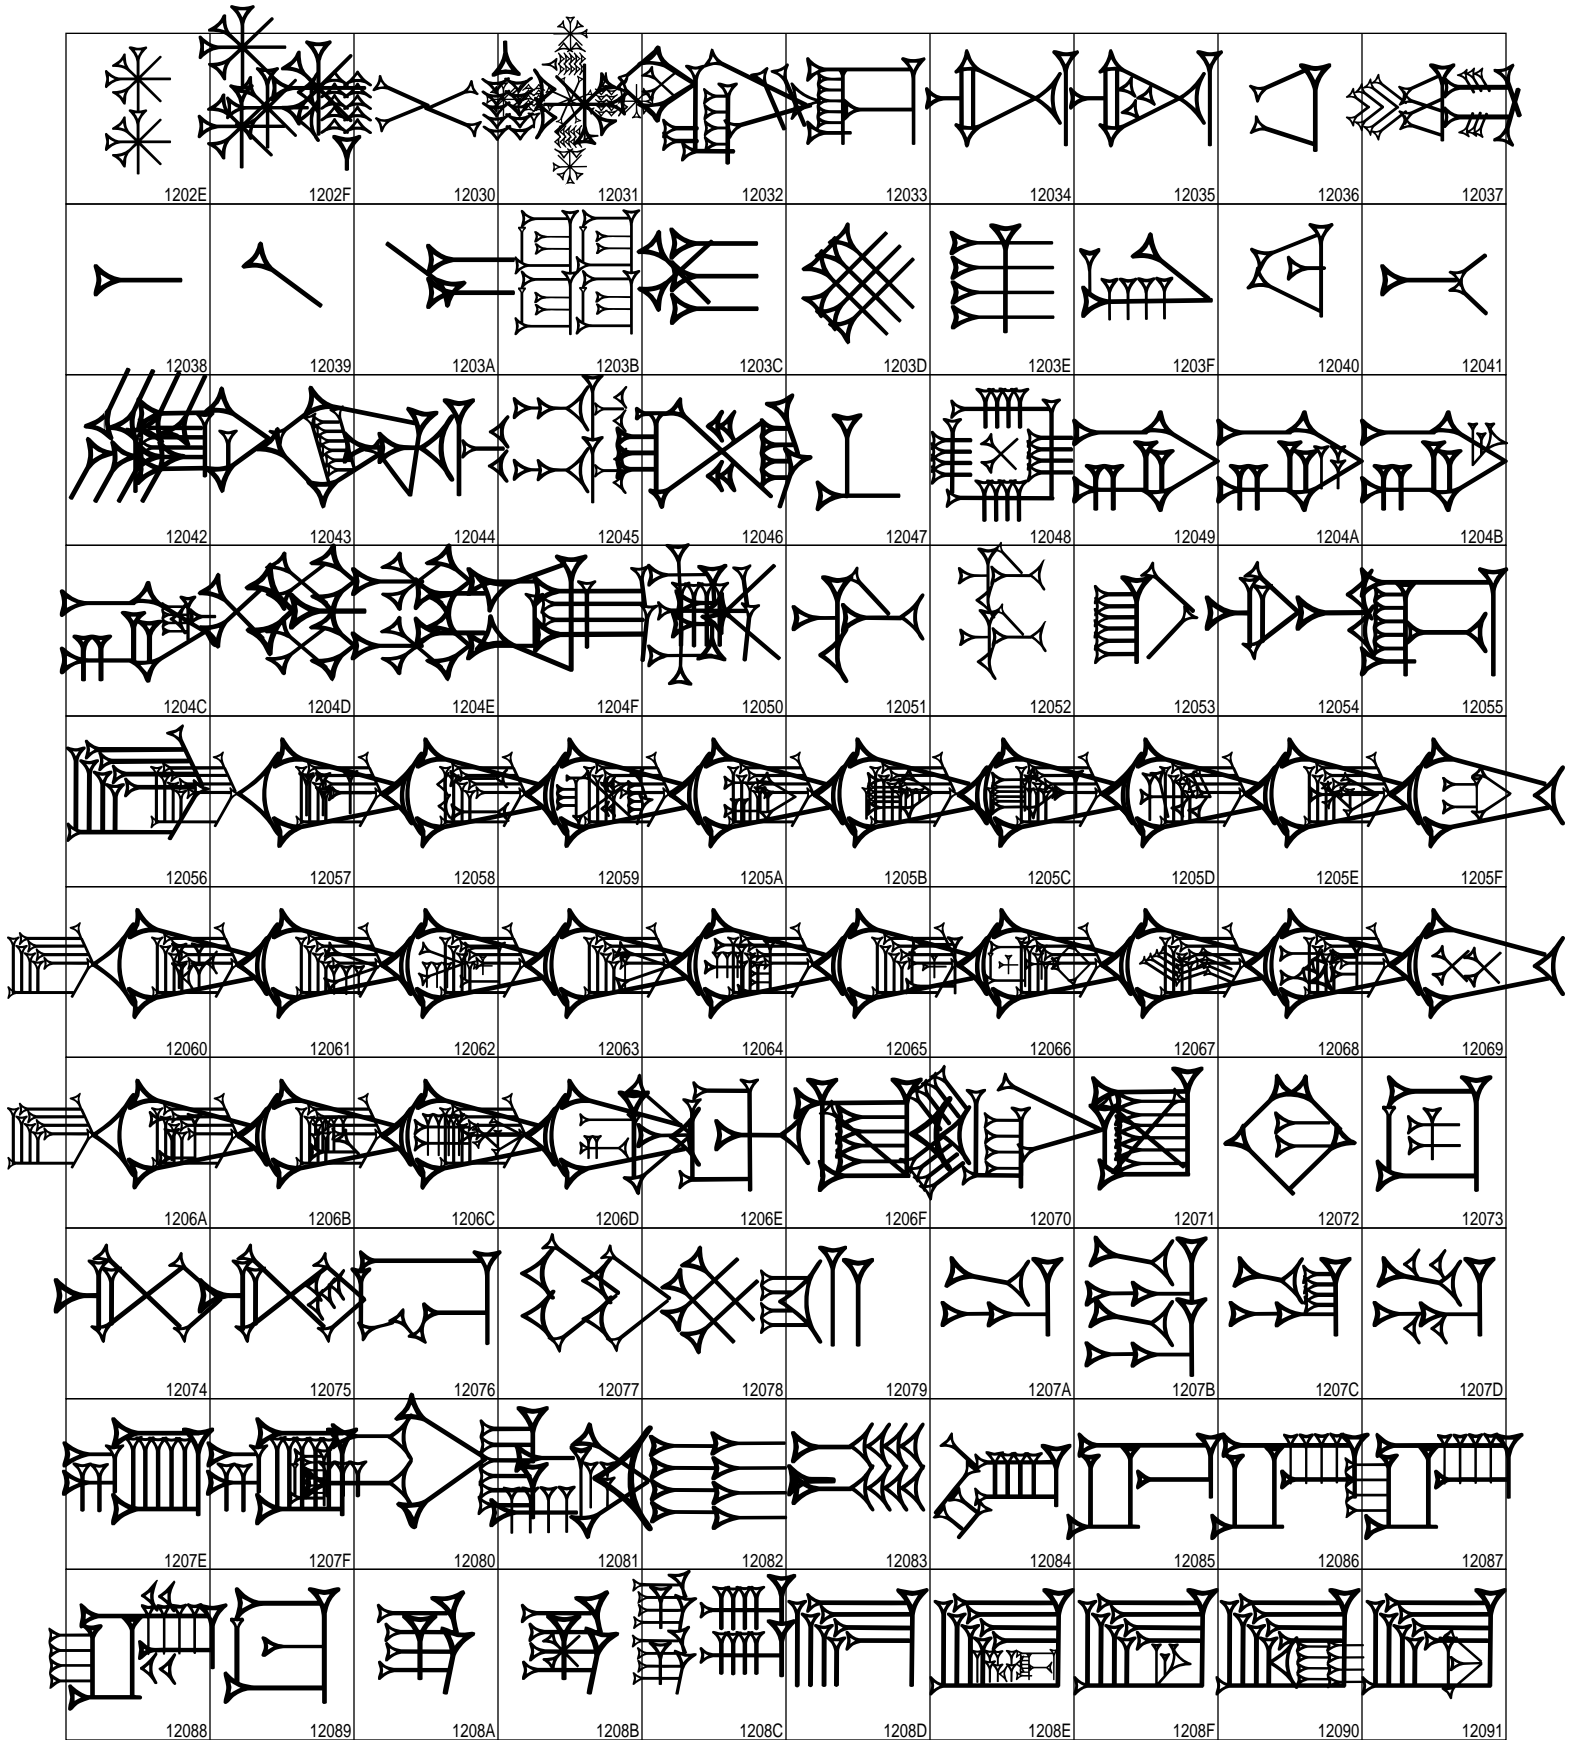 𒀮 𒀯 𒀰 𒀱 𒀲 𒀳 𒀴 𒀵 𒀶 𒀷
1202E 1202F 12030 12031 12032 12033 12034 12035 12036 12037
𒀸 𒀹 𒀺 𒀻 𒀼 𒀽 𒀾 𒀿 𒁀 𒁁
12038 12039 1203A 1203B 1203C 1203D 1203E 1203F 12040 12041
𒁂 𒁃 𒁄 𒁅 𒁆 𒁇 𒁈 𒁉 𒁊 𒁋
12042 12043 12044 12045 12046 12047 12048 12049 1204A 1204B
𒁌 𒁍 𒁎 𒁏 𒁐 𒁑 𒁒 𒁓 𒁔 𒁕
1204C 1204D 1204E 1204F 12050 12051 12052 12053 12054 12055
𒁖 𒁗 𒁘 𒁙 𒁚 𒁛 𒁜 𒁝 𒁞 𒁟
12056 12057 12058 12059 1205A 1205B 1205C 1205D 1205E 1205F
𒁠 𒁡 𒁢 𒁣 𒁤 𒁥 𒁦 𒁧 𒁨 𒁩
12060 12061 12062 12063 12064 12065 12066 12067 12068 12069
𒁪 𒁫 𒁬 𒁭 𒁮 𒁯 𒁰 𒁱 𒁲 𒁳
1206A 1206B 1206C 1206D 1206E 1206F 12070 12071 12072 12073
𒁴 𒁵 𒁶 𒁷 𒁸 𒁹 𒁺 𒁻 𒁼 𒁽
12074 12075 12076 12077 12078 12079 1207A 1207B 1207C 1207D
𒁾 𒁿 𒂀 𒂁 𒂂 𒂃 𒂄 𒂅 𒂆 𒂇
1207E 1207F 12080 12081 12082 12083 12084 12085 12086 12087
𒂈 𒂉 𒂊 𒂋 𒂌 𒂍 𒂎 𒂏 𒂐 𒂑
12088 12089 1208A 1208B 1208C 1208D 1208E 1208F 12090 12091